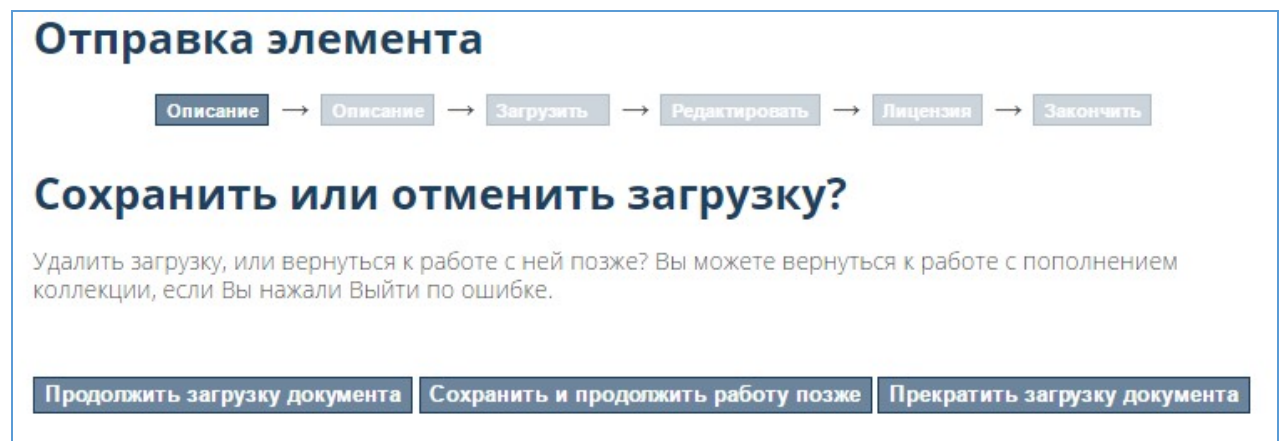 Отправка элемента
Описание → Описание → Загрузить → Редактировать → Лицензия → Закончить
Сохранить или отменить загрузку?
Удалить загрузку, или вернуться к работе с ней позже? Вы можете вернуться к работе с пополнением
коллекции, если Вы нажали Выйти по ошибке.
Продолжить загрузку документа Сохранить и продолжить работу позже Прекратить загрузку документа